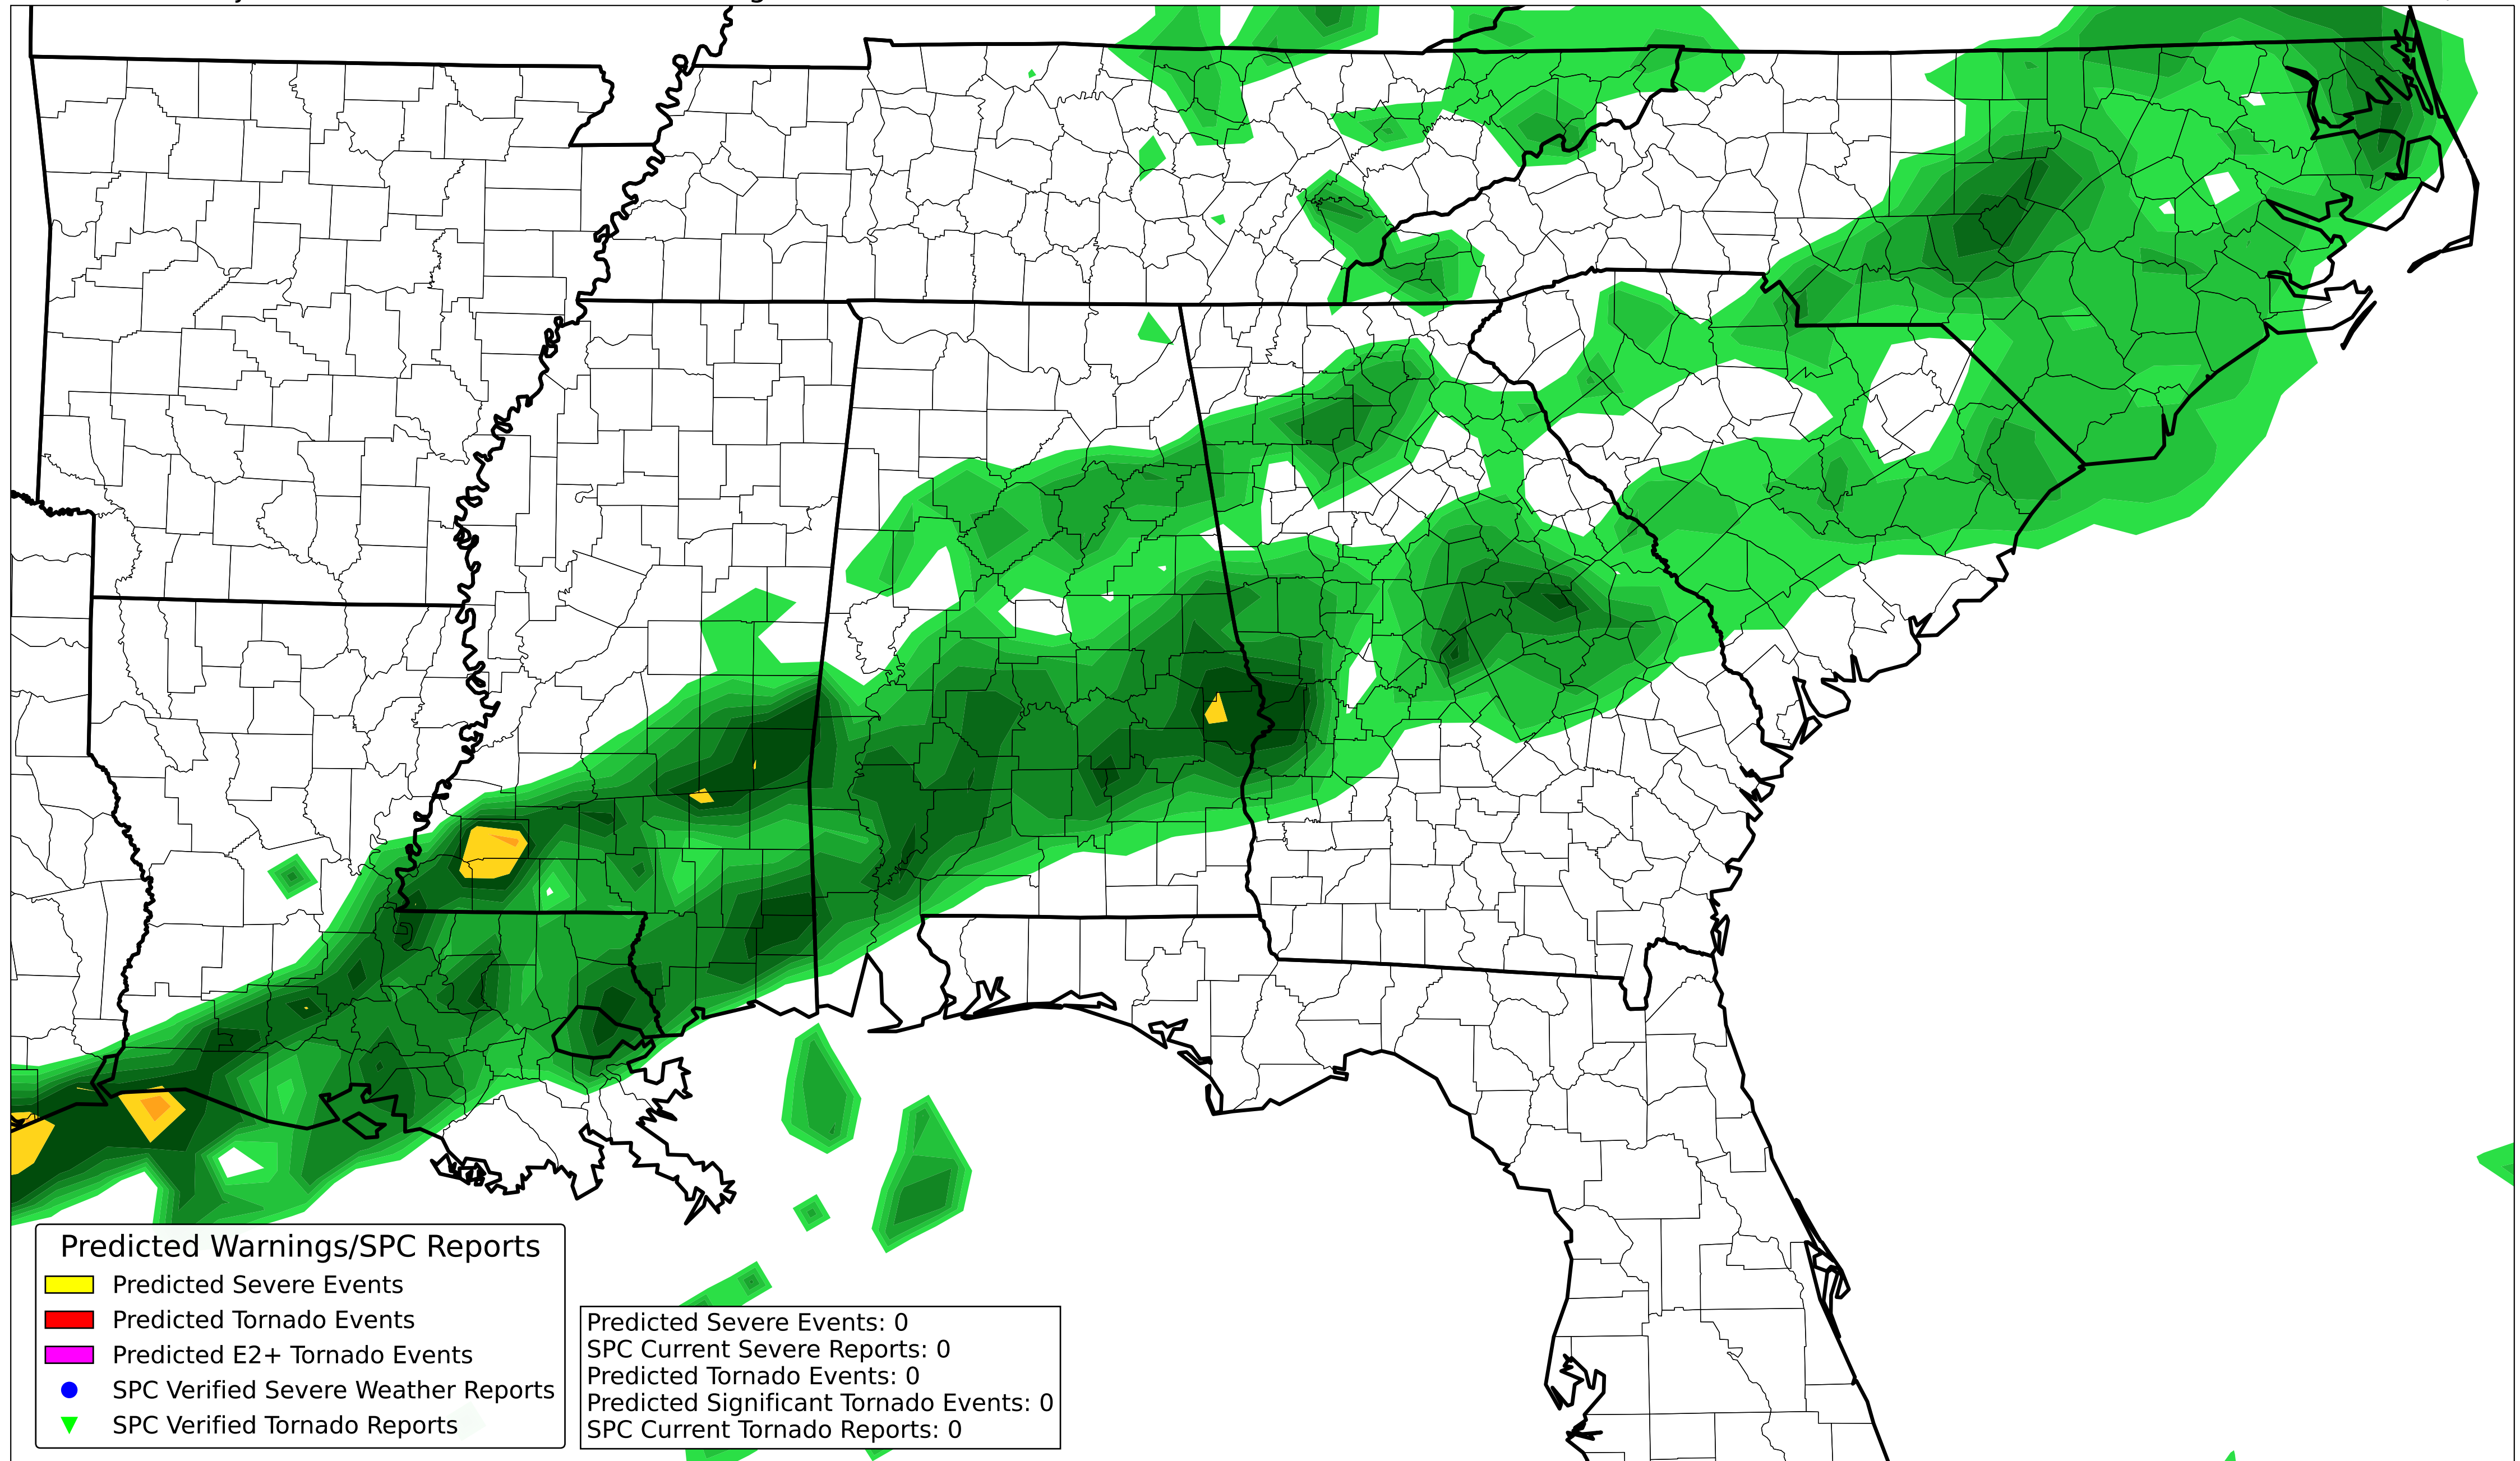 Predicted Warnings/SPC Reports
Predicted Severe Events
Predicted Tornado Events
Predicted E2+ Tornado Events
SPC Verified Severe Weather Reports
SPC Verified Tornado Reports
Predicted Severe Events: 0
SPC Current Severe Reports: 0
Predicted Tornado Events: 0
Predicted Significant Tornado Events: 0
SPC Current Tornado Reports: 0